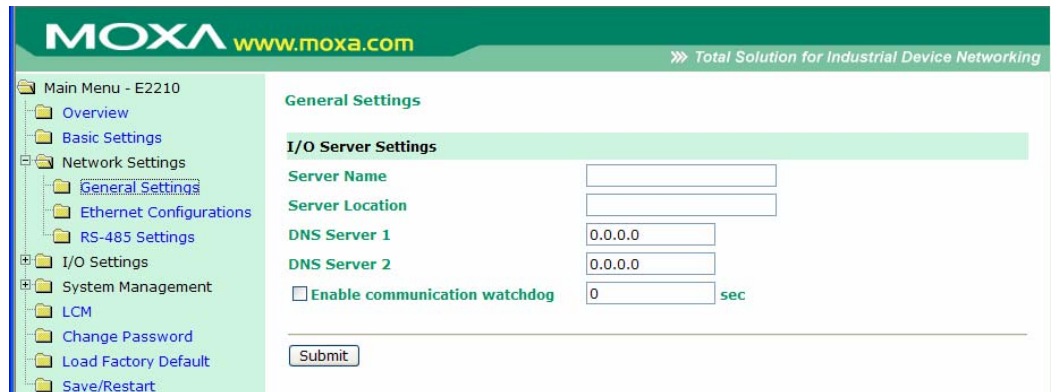 MOXA www.moxa.com
Total Solution for Industrial Device Networking
Main Menu - E2210
Overview
Basic Settings
Network Settings
General Settings
Ethernet Configurations
RS-485 Settings
I/O Settings
System Management
LCM
Change Password
Load Factory Default
Save/Restart
General Settings
I/O Server Settings
Server Name
Server Location
DNS Server 1 0.0.0.0
DNS Server 2 0.0.0.0
Enable communication watchdog 0 sec
Submit